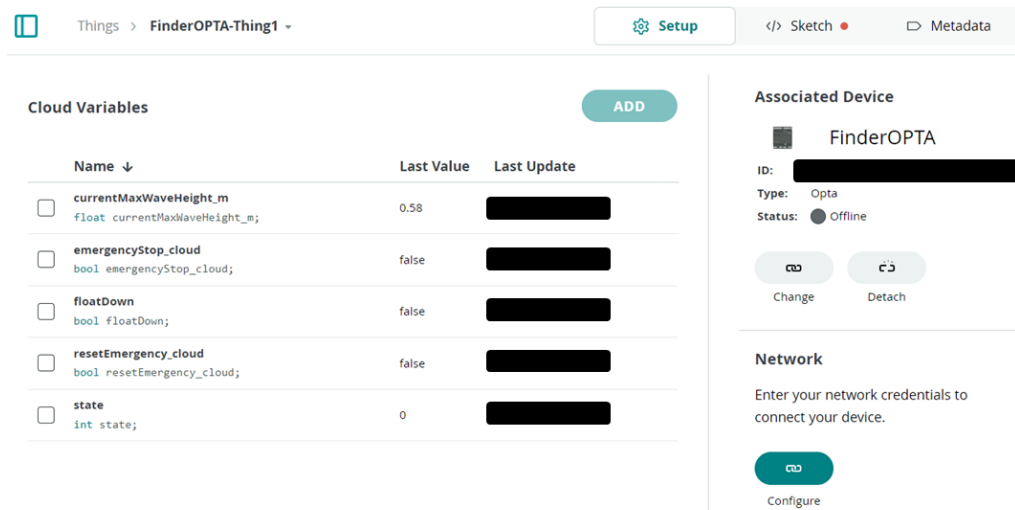 Things > FinderOPTA-Thing1
Setup
</> Sketch
Metadata
Cloud Variables
ADD
Name ↓ Last Value Last Update
currentMaxWaveHeight_m
float currentMaxWaveHeight_m;
0.58
emergencyStop_cloud
bool emergencyStop_cloud;
false
floatDown
bool floatDown;
false
resetEmergency_cloud
bool resetEmergency_cloud;
false
state
int state;
0
Associated Device
FinderOPTA
ID:
Type: Opta
Status: Offline
Change Detach
Network
Enter your network credentials to
connect your device.
Configure